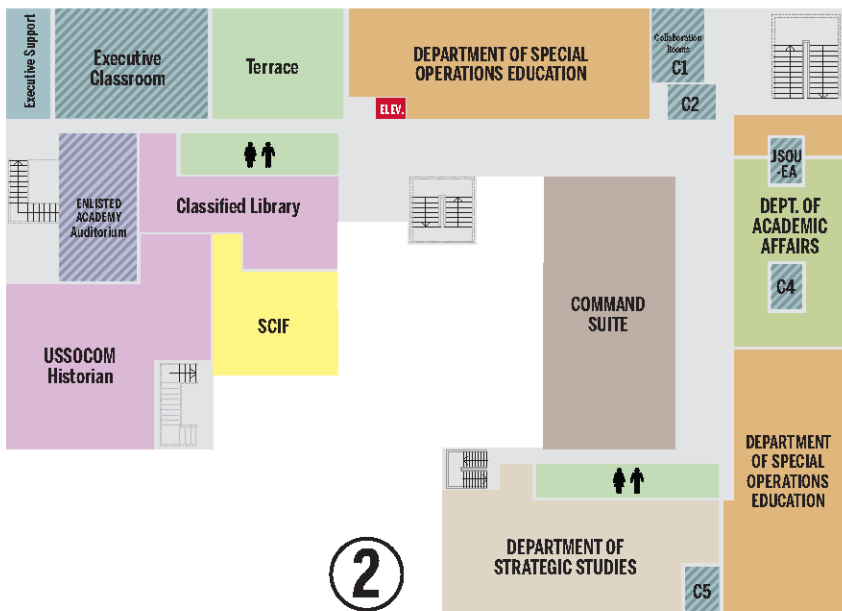 Executive Support
Executive
Classroom
Terrace
DEPARTMENT OF SPECIAL
OPERATIONS EDUCATION
Collaboration
Rooms
C1
C2
ELEV.
JSOU
-EA
ENLISTED
ACADEMY
Auditorium
Classified Library
DEPT. OF
ACADEMIC
AFFAIRS
C4
SCIF
COMMAND
SUITE
USSOCOM
Historian
DEPARTMENT
OF SPECIAL
OPERATIONS
EDUCATION
DEPARTMENT OF
STRATEGIC STUDIES
C5
2